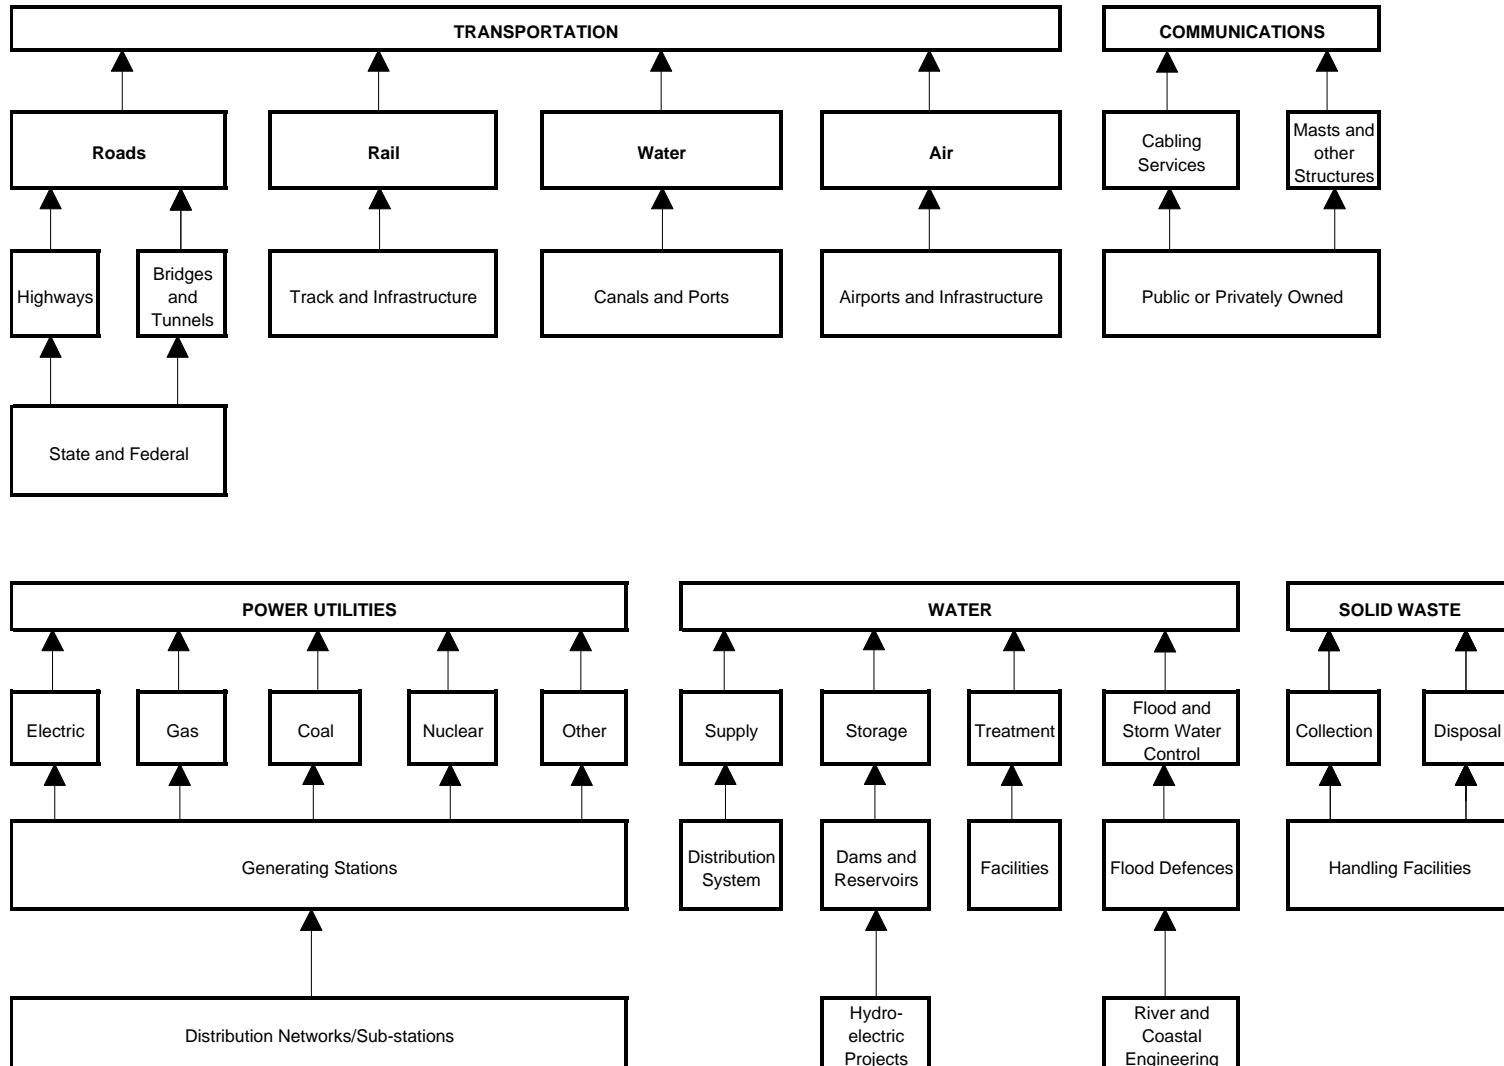 TRANSPORTATION
COMMUNICATIONS
Roads
Rail
Water
Air
Cabling
Services
Masts and
other
Structures
Highways
Bridges
and
Tunnels
Track and Infrastructure
Canals and Ports
Airports and Infrastructure
Public or Privately Owned
State and Federal
POWER UTILITIES
WATER
SOLID WASTE
Electric
Gas
Coal
Nuclear
Other
Supply
Storage
Treatment
Flood and
Storm Water
Control
Collection
Disposal
Generating Stations
Distribution
System
Dams and
Reservoirs
Facilities
Flood Defences
Handling Facilities
Distribution Networks/Sub-stations
Hydro-
electric
Projects
River and
Coastal
Engineering